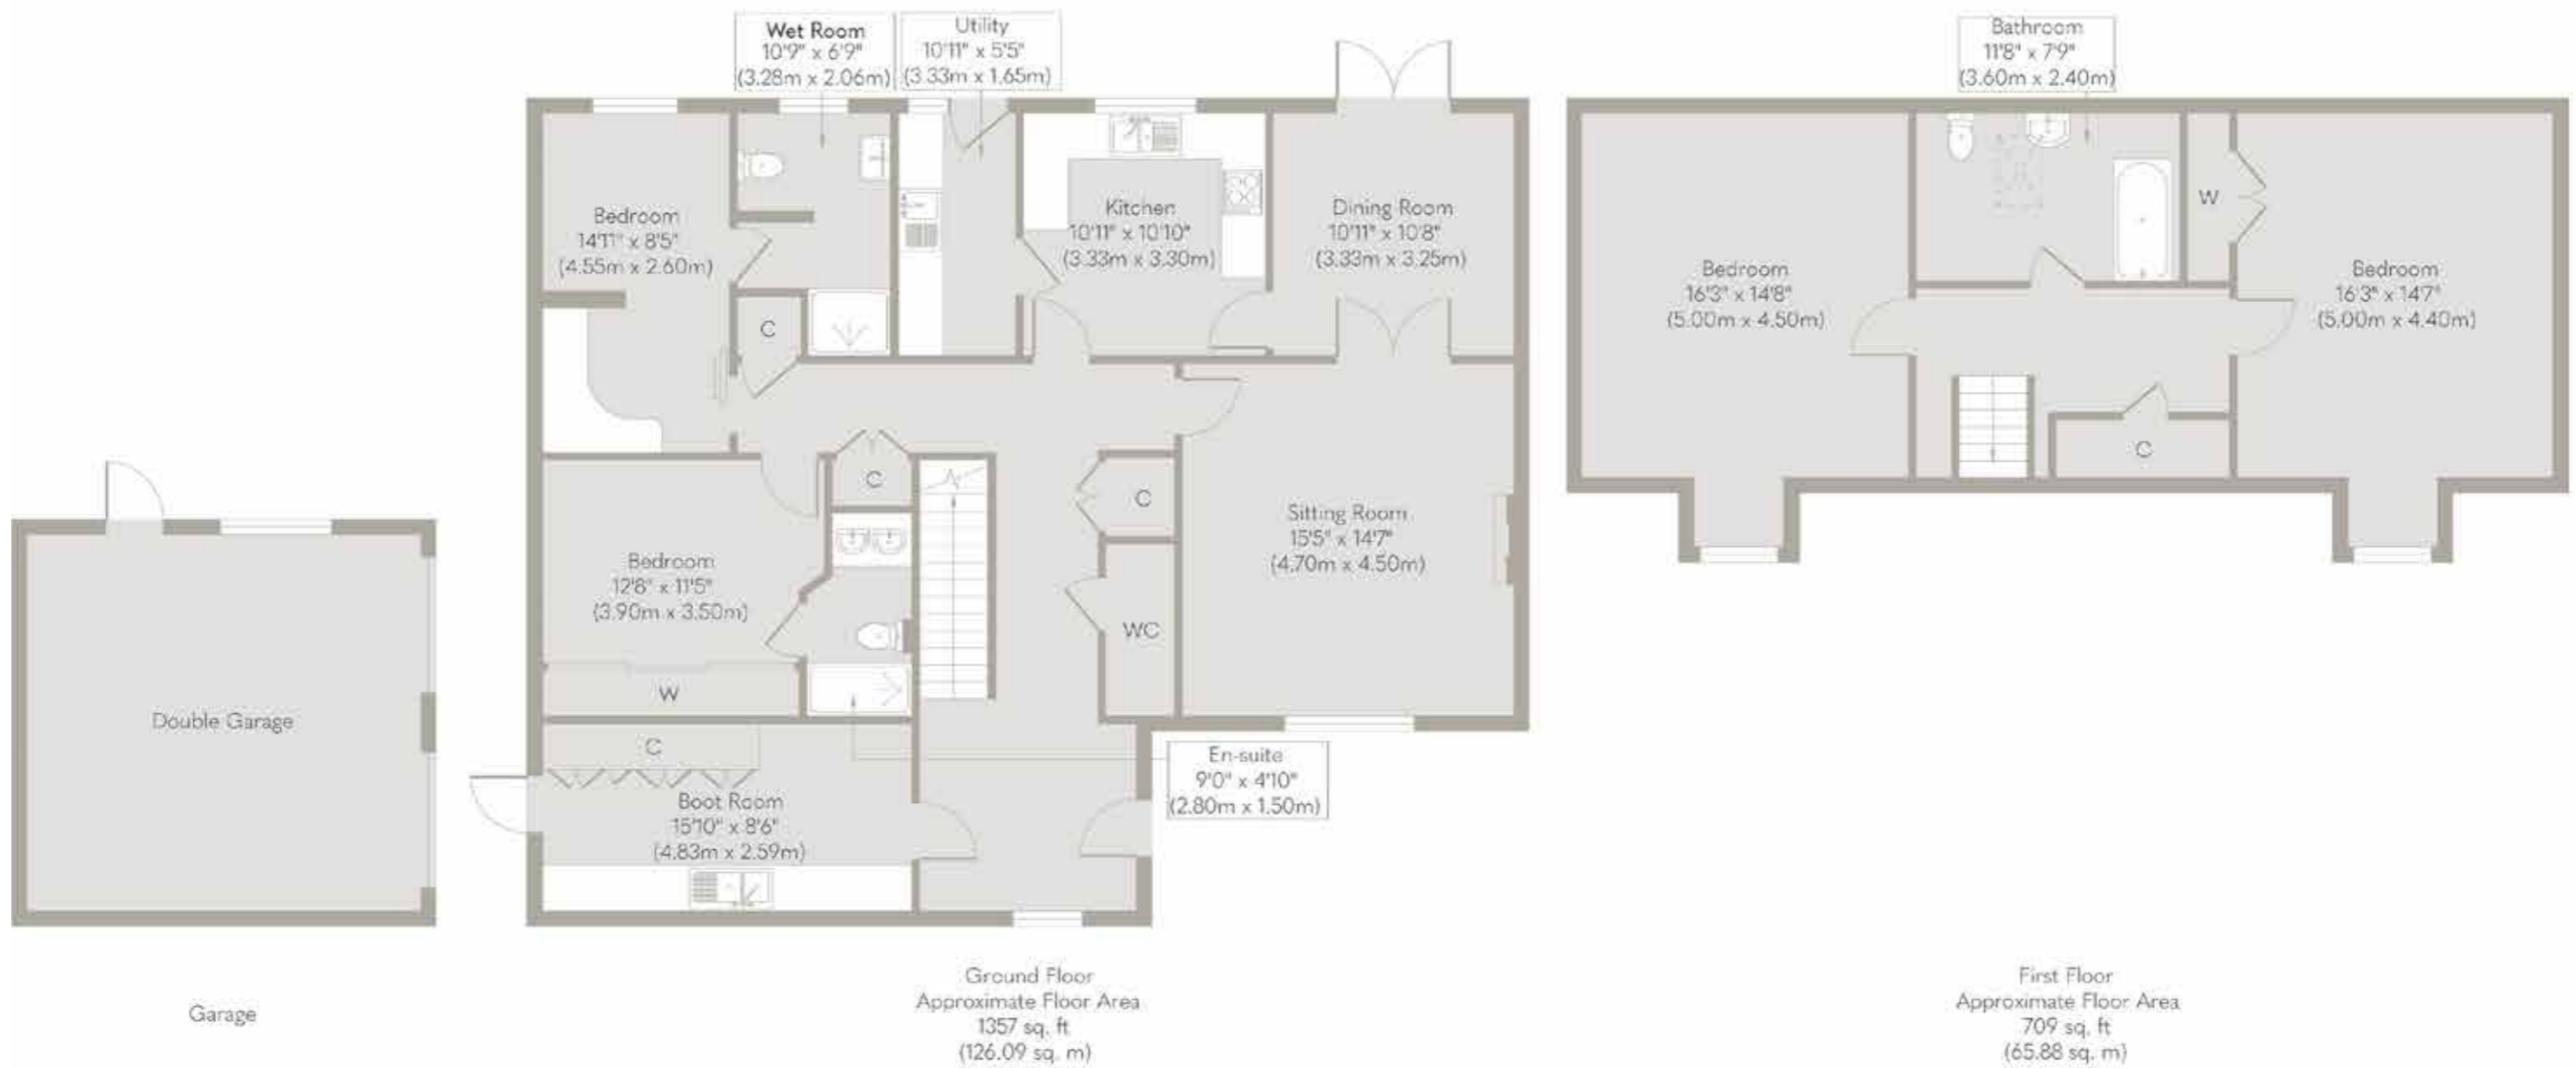 Wet Room
10'9" x 6'9"
(3.28m x 2.06m)
Utility
10'11" x 5'5"
(3.33m x 1.65m)
Bathroom
11'8" x 7'9"
(3.60m x 2.40m)
Bedroom
14'11" x 8'5"
(4.55m x 2.60m)
Kitchen
10'11" x 10'10"
(3.33m x 3.30m)
Dining Room
10'11" x 10'8"
(3.33m x 3.25m)
W
Bedroom
16'3" x 14'8"
(5.00m x 4.50m)
Bedroom
16'3" x 14'7"
(5.00m x 4.40m)
C
C
C
C
Sitting Room
15'5" x 14'7"
(4.70m x 4.50m)
Bedroom
12'8" x 11'5"
(3.90m x 3.50m)
WC
W
Double Garage
C
En-suite
9'0" x 4'10"
(2.80m x 1.50m)
Boot Room
15'10" x 8'6"
(4.83m x 2.59m)
Garage
Ground Floor
Approximate Floor Area
1357 sq. ft
(126.09 sq. m)
First Floor
Approximate Floor Area
709 sq. ft
(65.88 sq. m)